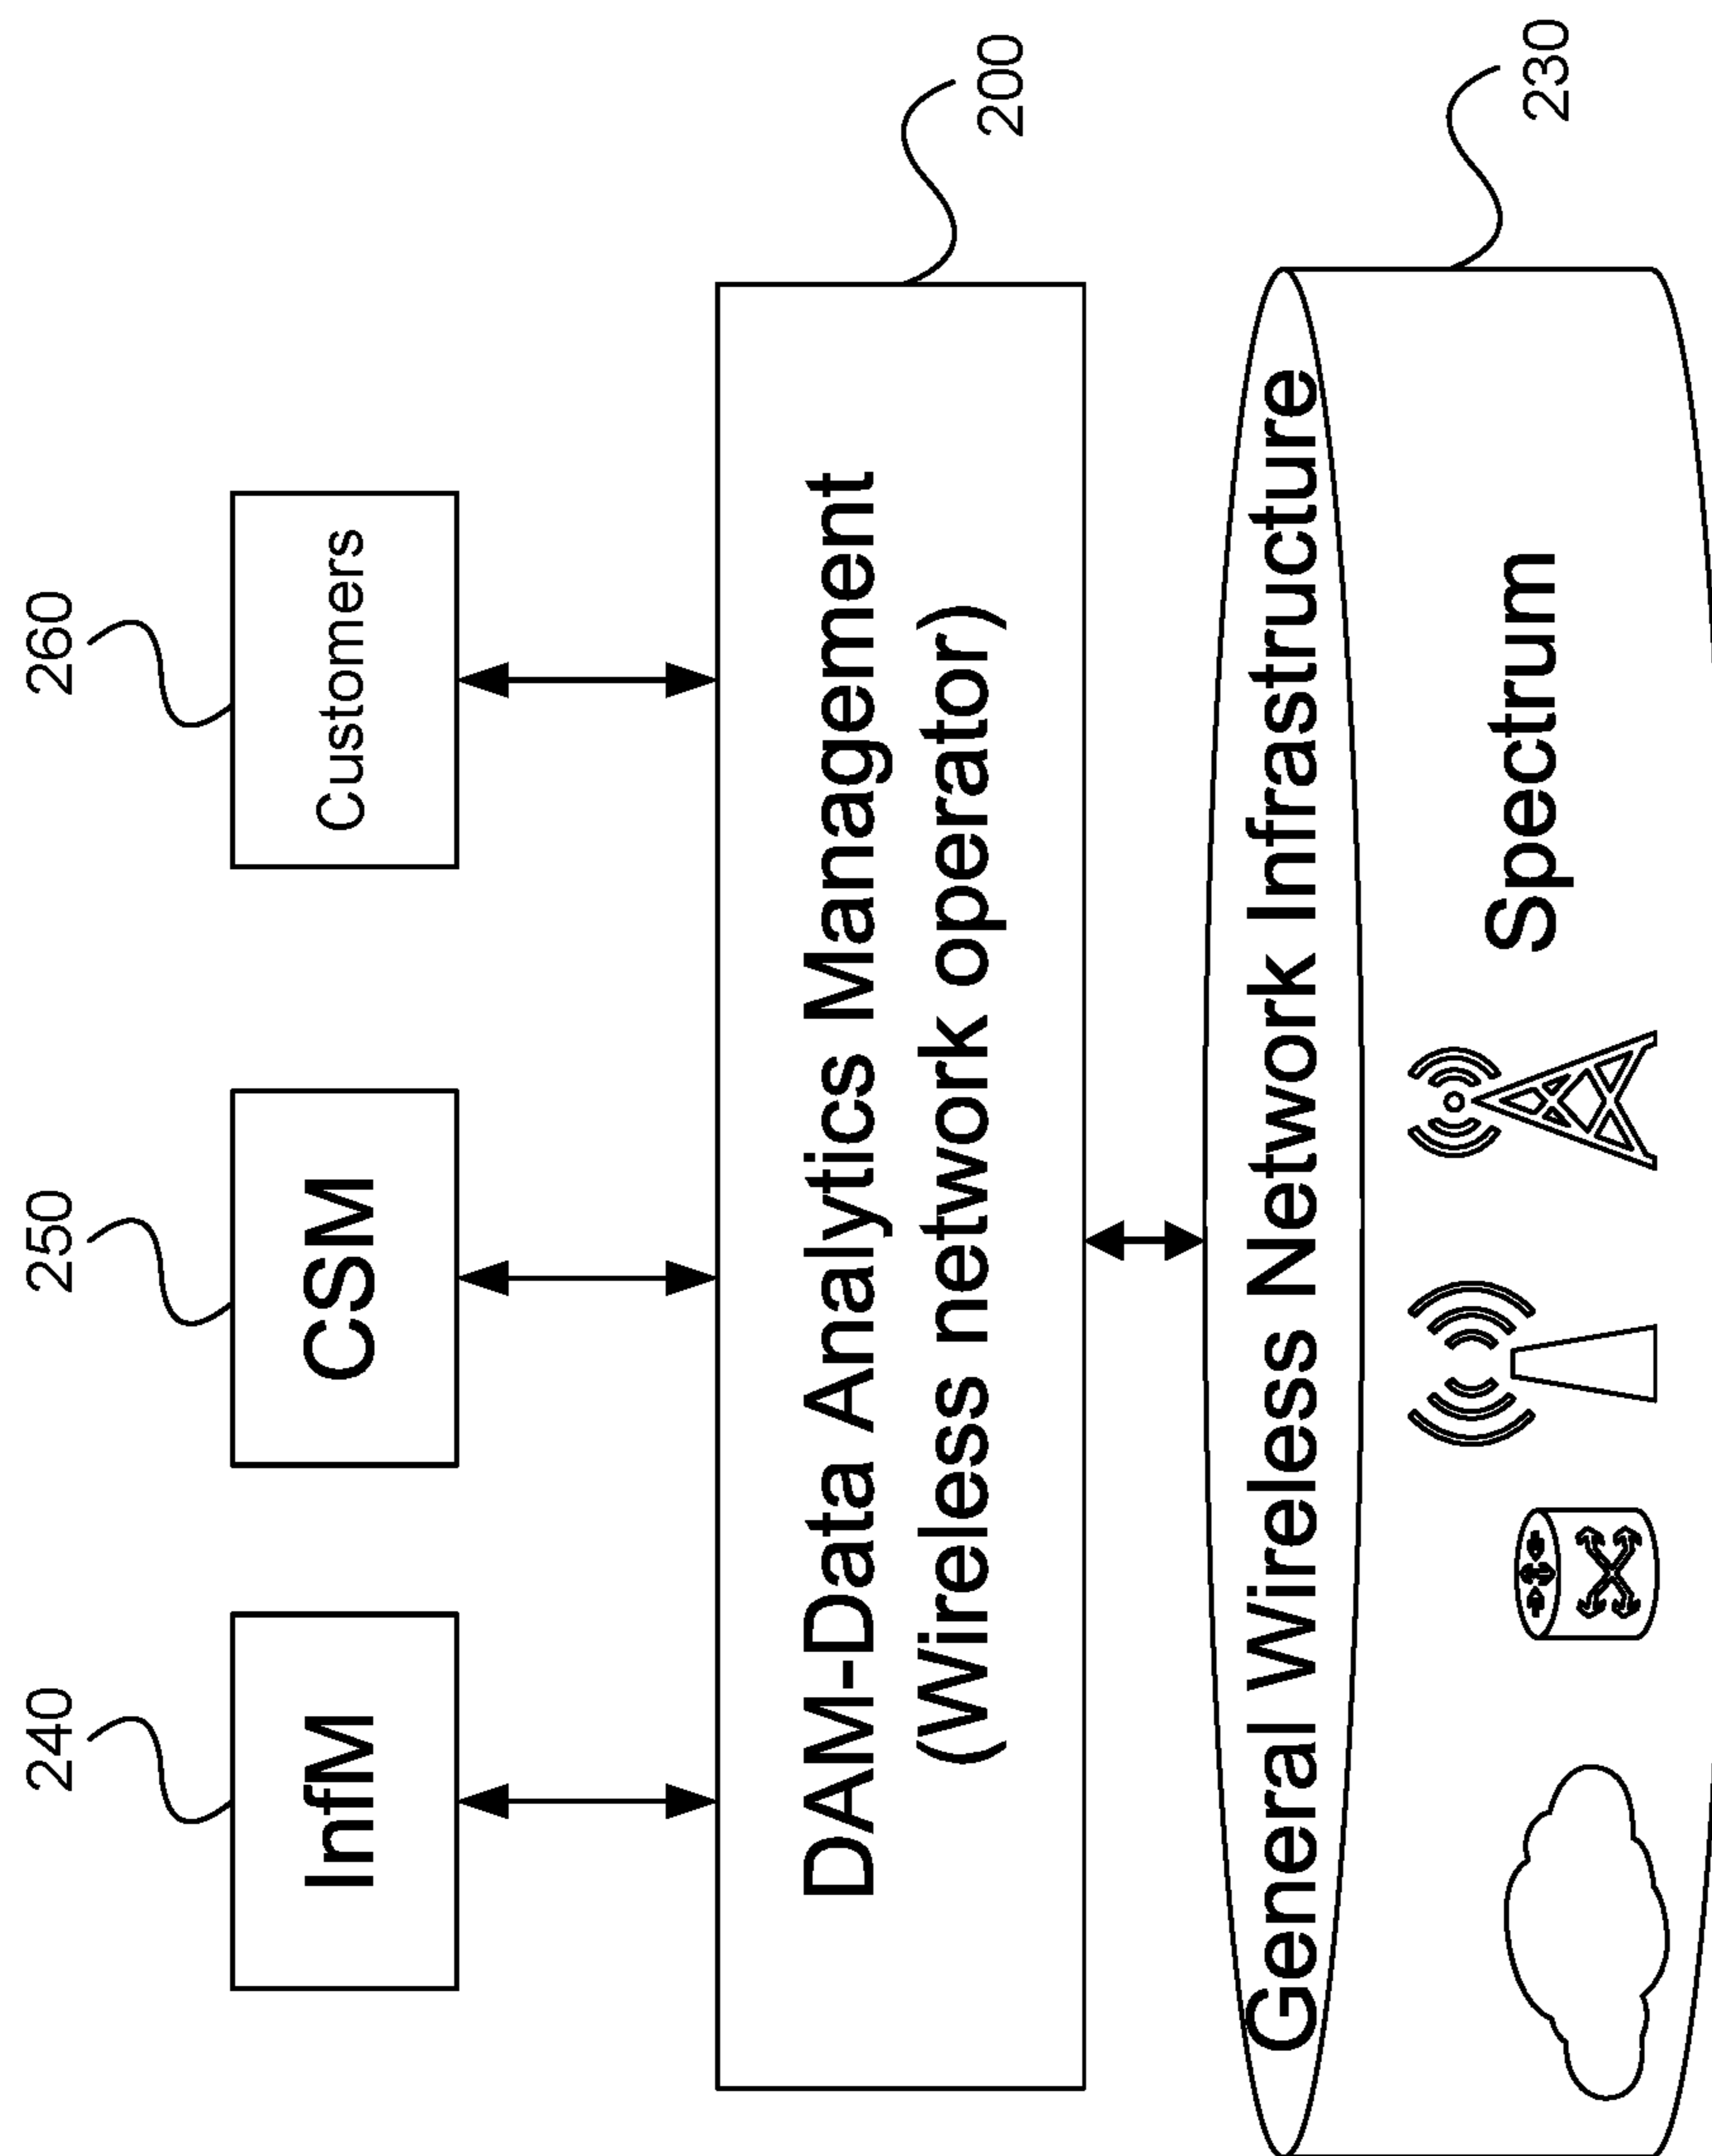 240
250
260
InfM
CSM
Customers
DAM-Data Analytics Management
(Wireless network operator)
200
General Wireless Network Infrastructure
230
Spectrum